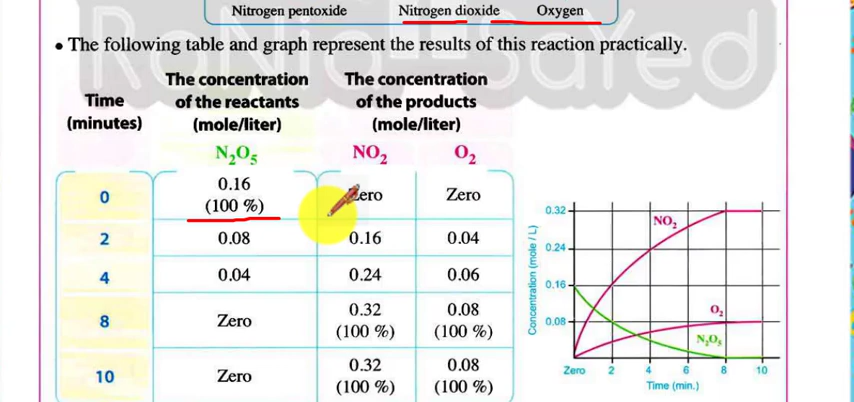 Nitrogen pentoxide Nitrogen dioxide Oxygen
• The following table and graph represent the results of this reaction practically.
Time (minutes) The concentration of the reactants (mole/liter) The concentration of the products (mole/liter)
N₂O₅ NO₂ O₂
0 0.16 (100 %) Zero Zero
2 0.08 0.16 0.04
4 0.04 0.24 0.06
8 Zero 0.32 (100 %) 0.08 (100 %)
10 Zero 0.32 (100 %) 0.08 (100 %)
Concentration (mole / L)
0.32
0.24
0.16
0.08
NO₂
O₂
N₂O₅
Zero 2 4 6 8 10
Time (min.)
Rania Sayed